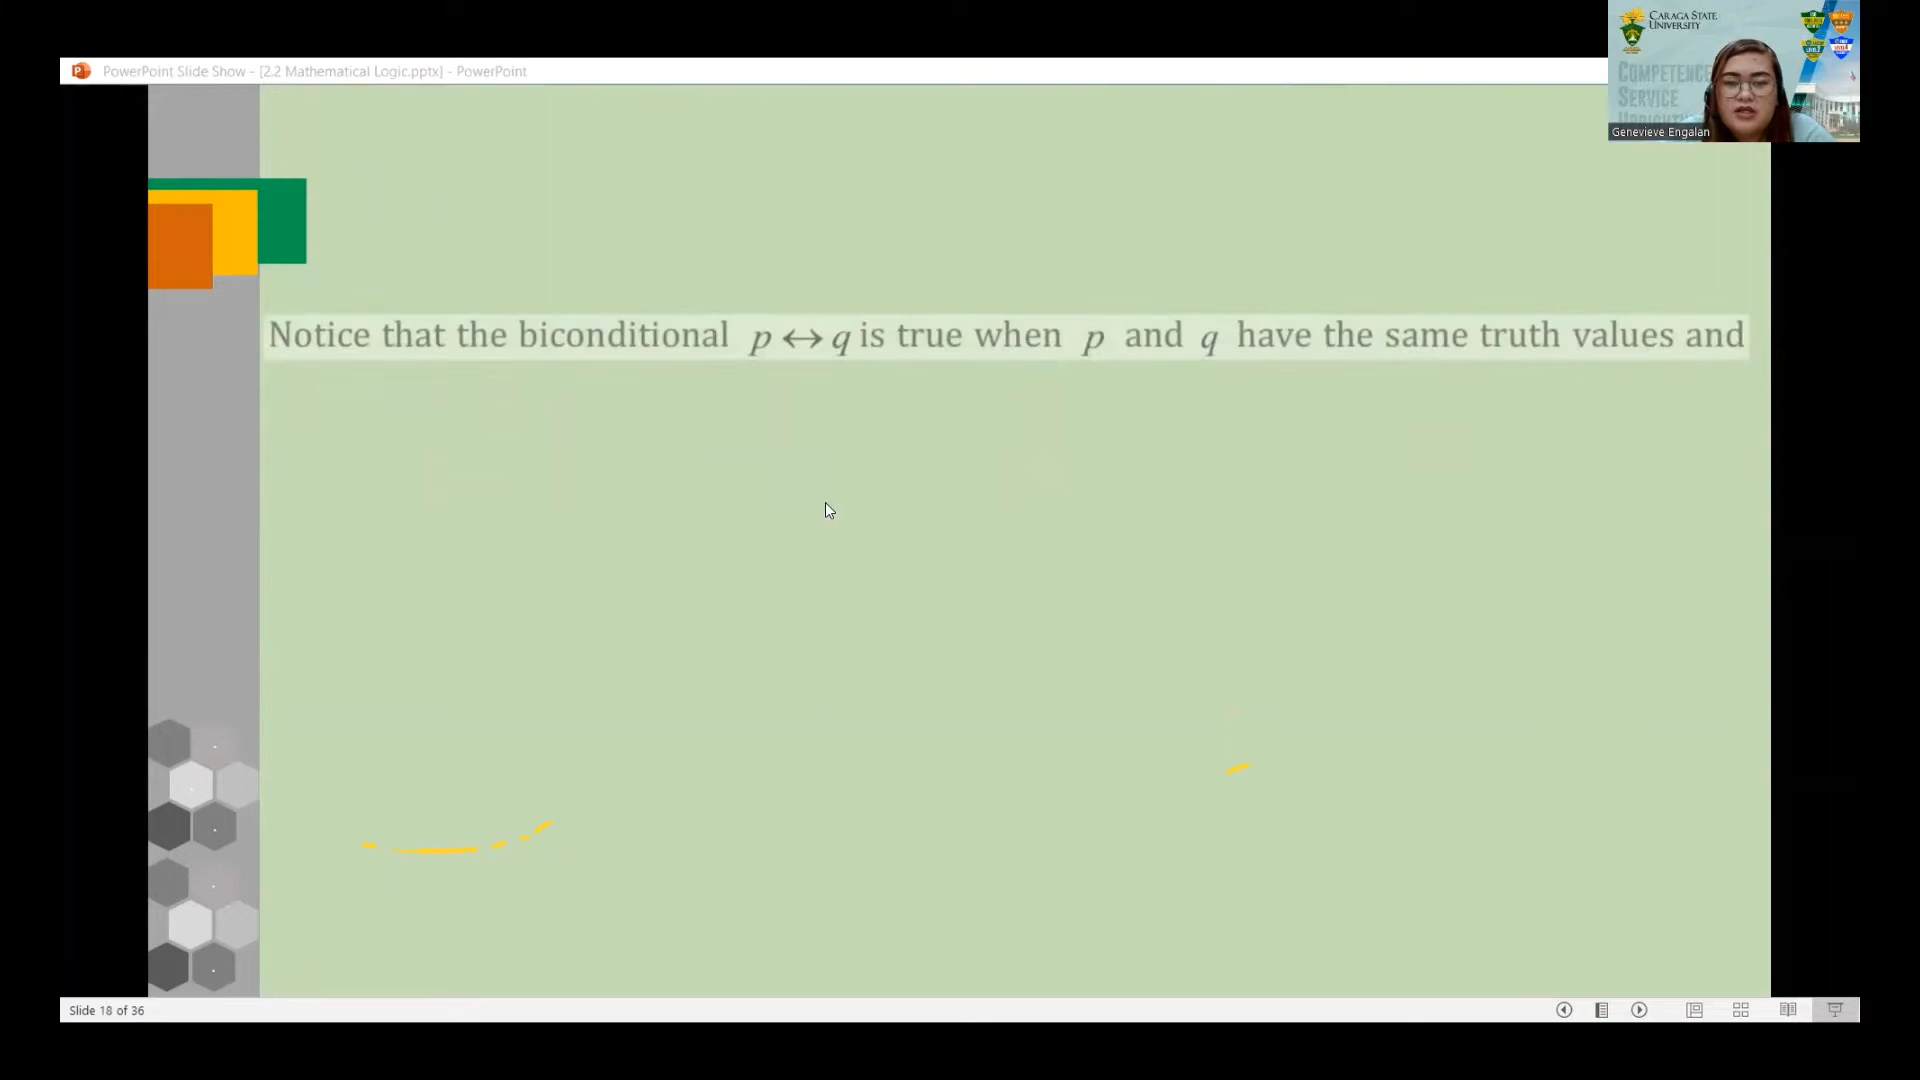 CARAGA STATE
UNIVERSITY
COMPETENCE
SERVICE
Genevieve Engalan
PowerPoint Slide Show - [2.2 Mathematical Logic.pptx] - PowerPoint
Notice that the biconditional p ↔ q is true when p and q have the same truth values and
Slide 18 of 36